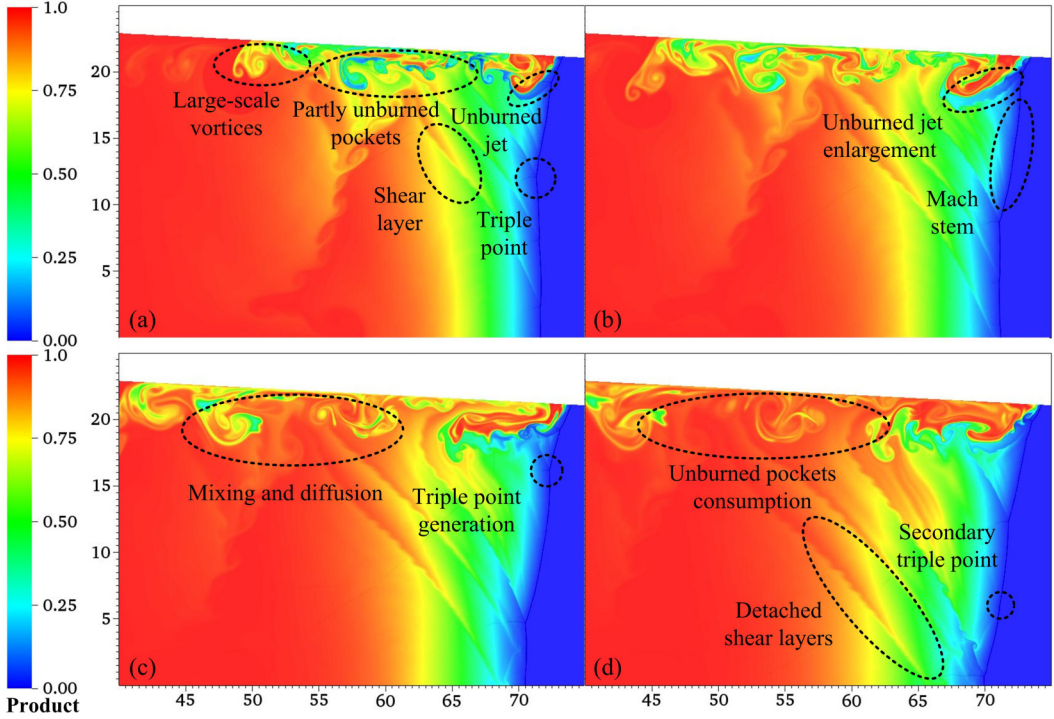 1.0
0.75
0.50
0.25
0.00
20
15
10
5
Large-scale
vortices
Partly unburned
pockets
Unburned
jet
Shear
layer
Triple
point
(a)
Unburned jet
enlargement
Mach
stem
(b)
1.0
0.75
0.50
0.25
0.00
Product
20
15
10
5
Mixing and diffusion
Triple point
generation
(c)
45
50
55
60
65
70
Unburned pockets
consumption
Secondary
triple point
Detached
shear layers
(d)
45
50
55
60
65
70